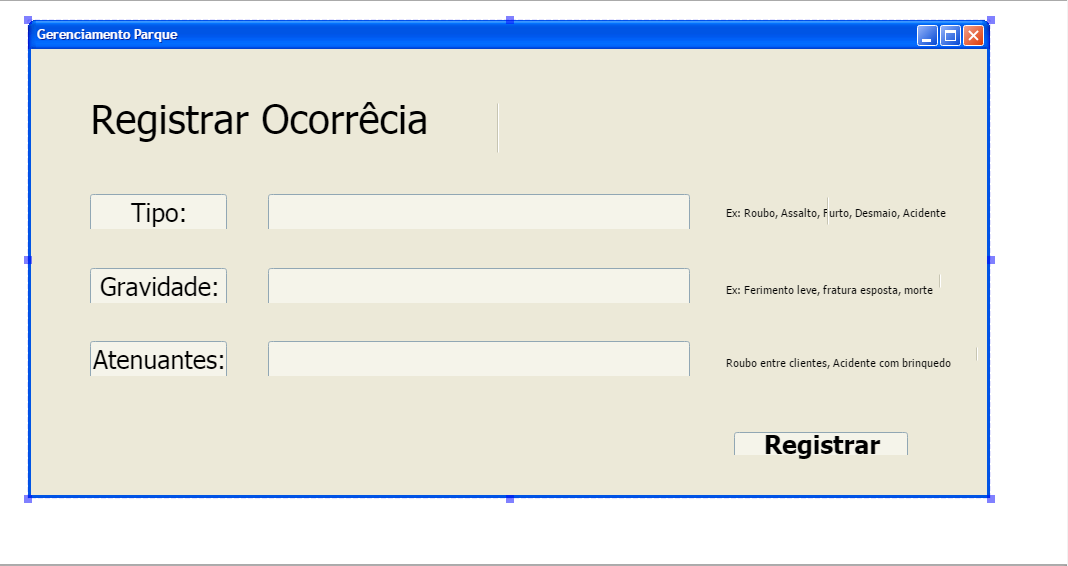 Gerenciamento Parque
Registrar Ocorrêcia
Tipo:
Ex: Roubo, Assalto, Furto, Desmaio, Acidente
Gravidade:
Ex: Ferimento leve, fratura esposta, morte
Atenuantes:
Roubo entre clientes, Acidente com brinquedo
Registrar